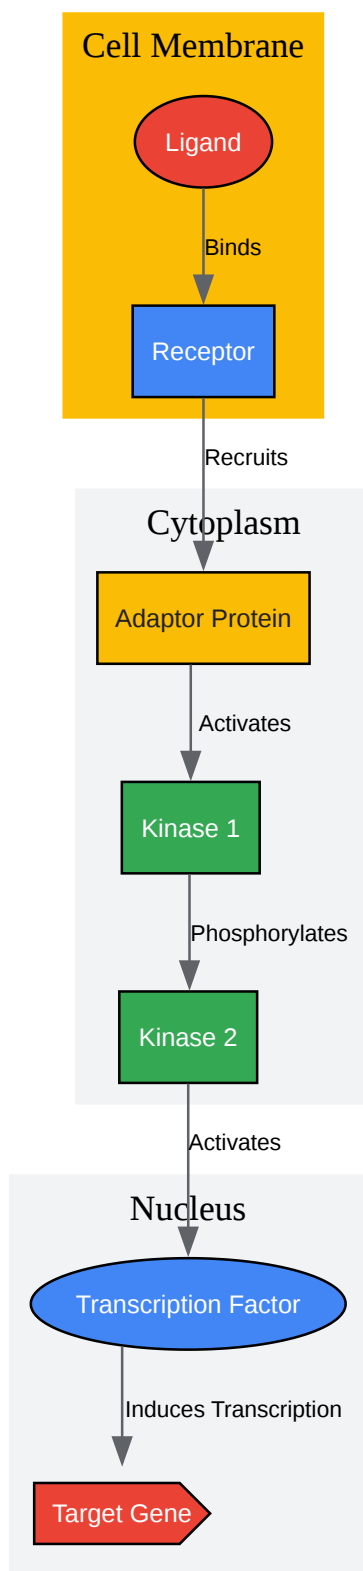 Cell Membrane
Ligand
Binds
Receptor
Recruits
Cytoplasm
Adaptor Protein
Activates
Kinase 1
Phosphorylates
Kinase 2
Activates
Nucleus
Transcription Factor
Induces Transcription
Target Gene